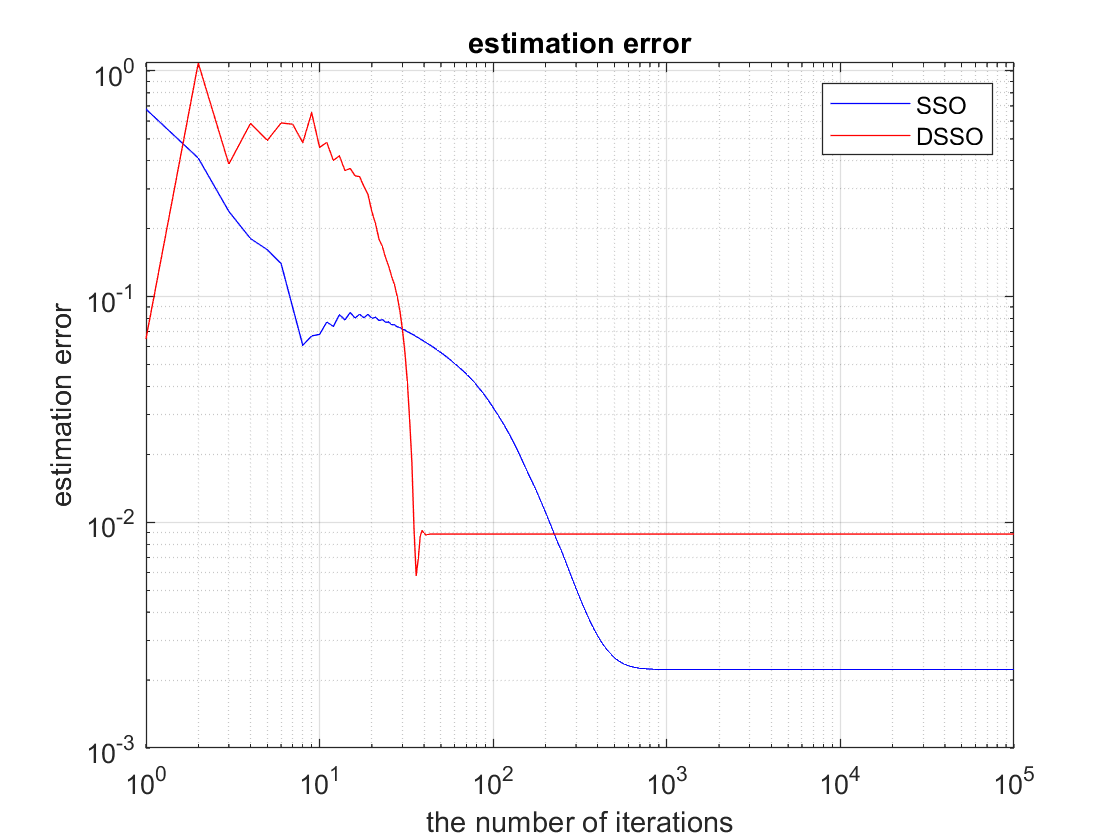 estimation error
SSO
DSSO
estimation error
10^0
10^-1
10^-2
10^-3
10^0 10^1 10^2 10^3 10^4 10^5
the number of iterations